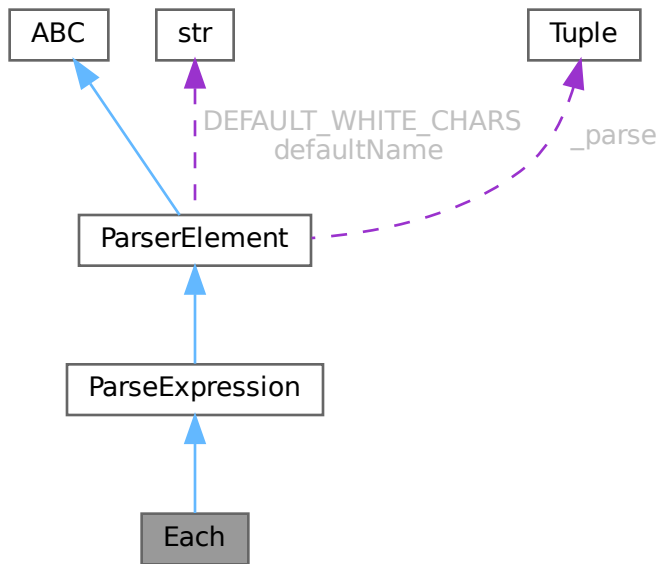 ABC
str
Tuple
DEFAULT_WHITE_CHARS
defaultName
_parse
ParserElement
ParseExpression
Each